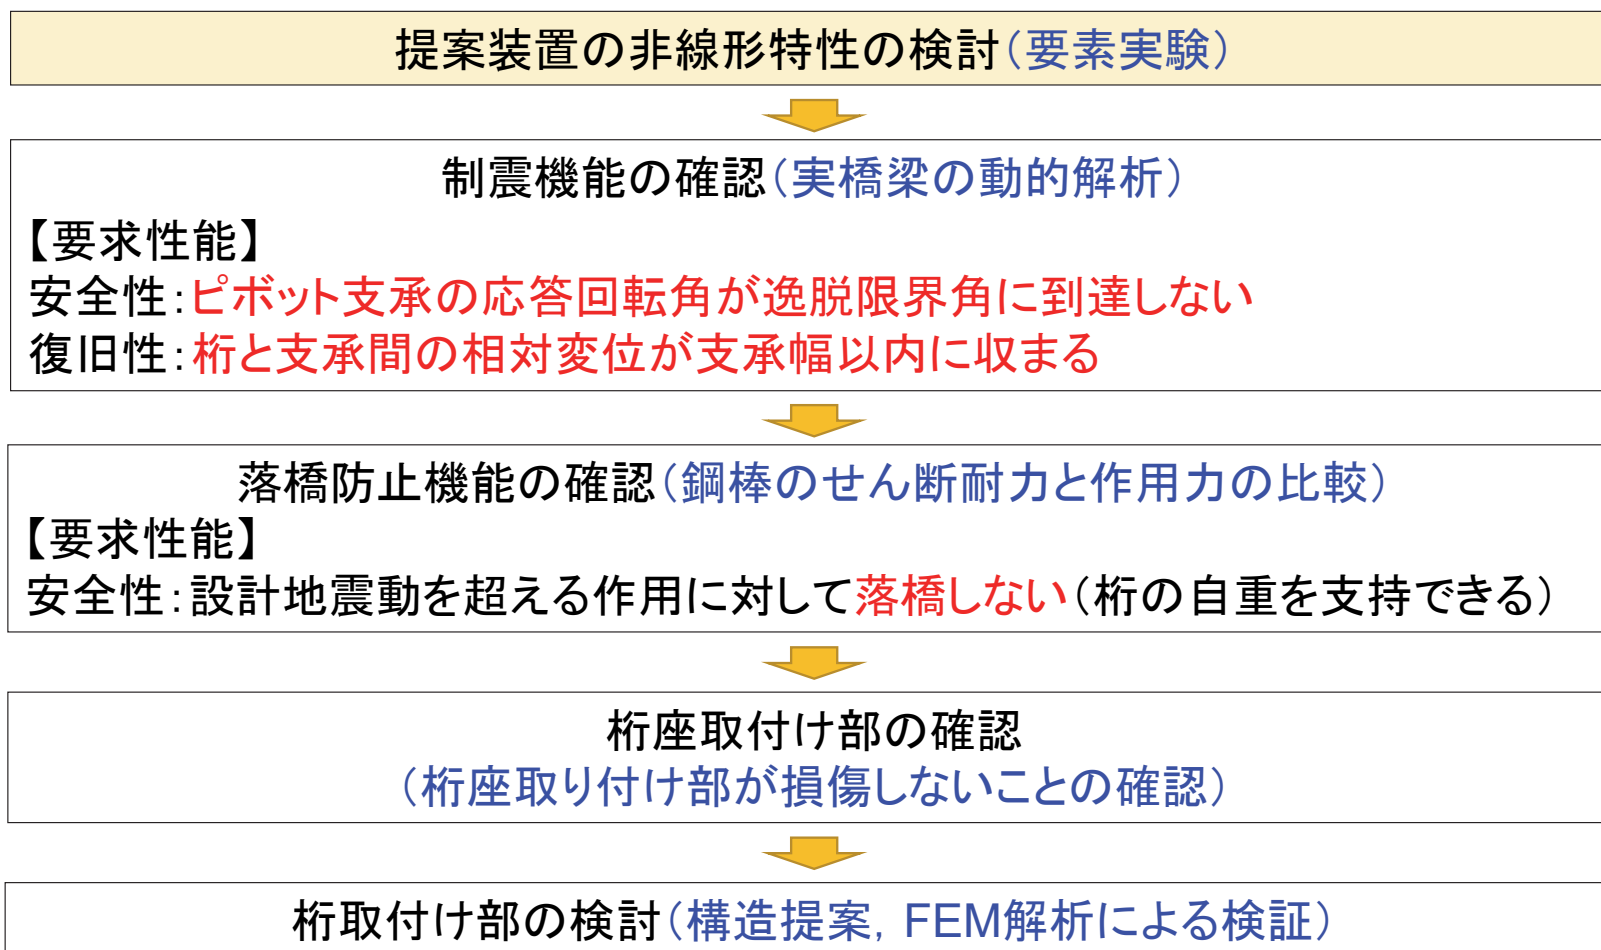 提案装置の非線形特性の検討（要素実験）
制震機能の確認（実橋梁の動的解析）
【要求性能】
安全性：ピボット支承の応答回転角が逸脱限界角に到達しない
復旧性：桁と支承間の相対変位が支承幅以内に収まる
落橋防止機能の確認（鋼棒のせん断耐力と作用力の比較）
【要求性能】
安全性：設計地震動を超える作用に対して落橋しない（桁の自重を支持できる）
桁座取付け部の確認
（桁座取り付け部が損傷しないことの確認）
桁取付け部の検討（構造提案，FEM解析による検証）